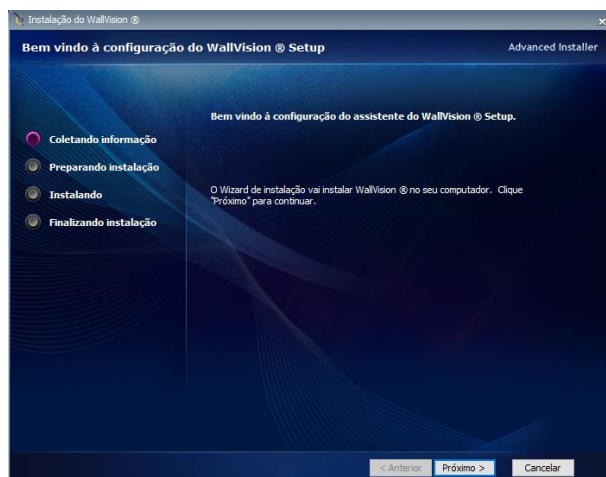 Instalação do WallVision ®
Bem vindo à configuração do WallVision ® Setup
Advanced Installer
Bem vindo à configuração do assistente do WallVision ® Setup.
Coletando informação
Preparando instalação
Instalando
Finalizando instalação
O Wizard de instalação vai instalar WallVision ® no seu computador. Clique
"Próximo" para continuar.
< Anterior
Próximo >
Cancelar